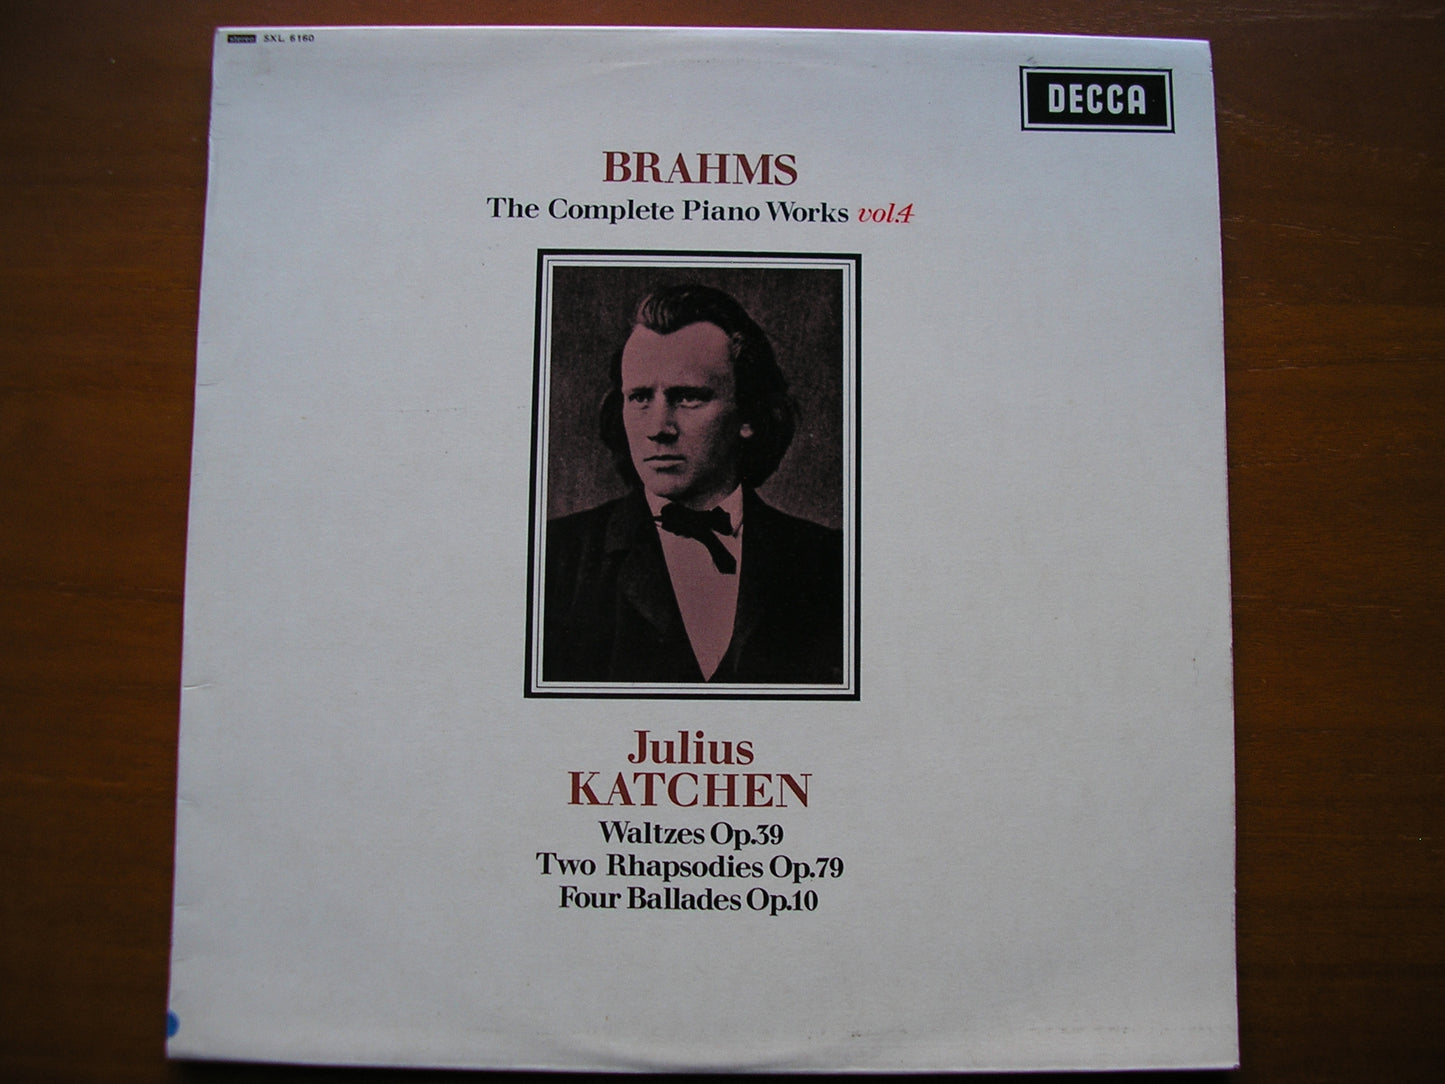 stereo SXL 6160
DECCA
BRAHMS
The Complete Piano Works vol.4
Julius
KATCHEN
Waltzes Op.39
Two Rhapsodies Op.79
Four Ballades Op.10